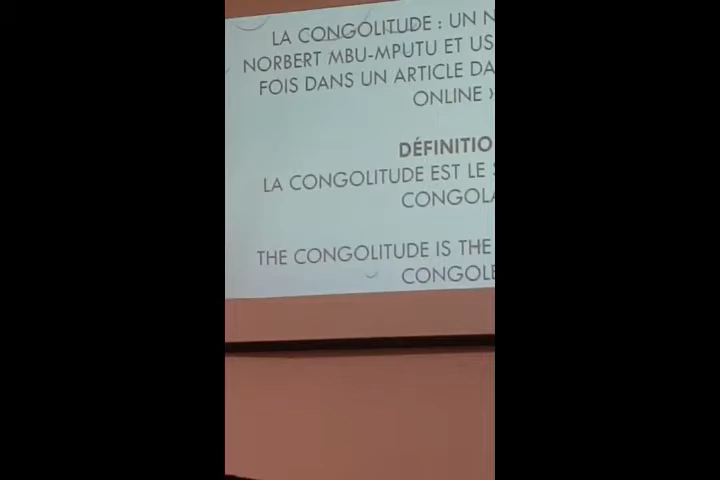 LA CONGOLITUDE : UN
NORBERT MBU-MPUTU ET US
FOIS DANS UN ARTICLE DA
ONLINE »
DÉFINITIO
LA CONGOLITUDE EST LE
CONGOLA
THE CONGOLITUDE IS THE
CONGOLE